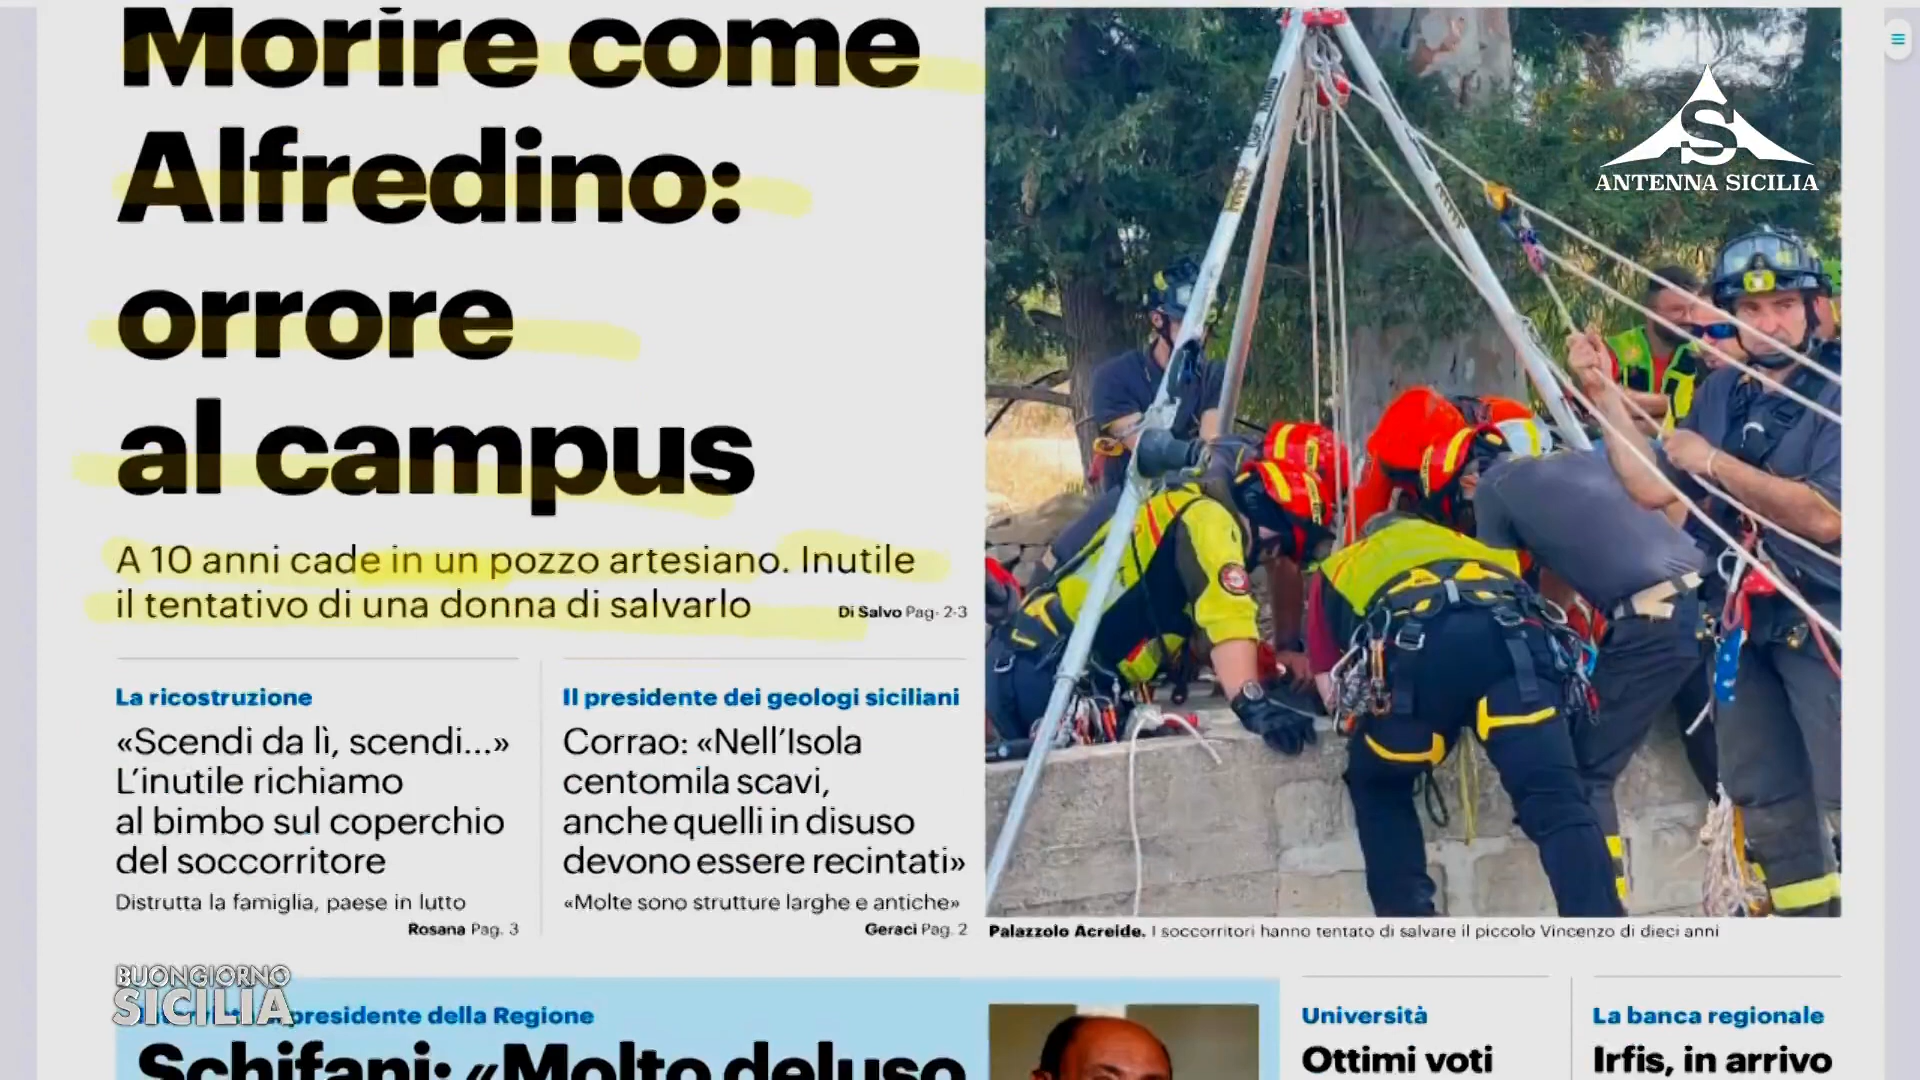 Morire come
Alfredino:
orrore
al campus
A 10 anni cade in un pozzo artesiano. Inutile
il tentativo di una donna di salvarlo
Di Salvo Pag. 2-3
La ricostruzione
«Scendi da lì, scendi...»
L'inutile richiamo
al bimbo sul coperchio
del soccorritore
Distrutta la famiglia, paese in lutto
Rosana Pag. 3
Il presidente dei geologi siciliani
Corrao: «Nell'Isola
centomila scavi,
anche quelli in disuso
devono essere recintati»
«Molte sono strutture larghe e antiche»
Geraci Pag. 2
ANTENNA SICILIA
Palazzolo Acreide. I soccorritori hanno tentato di salvare il piccolo Vincenzo di dieci anni
BUONGIORNO
SICILIA
presidente della Regione
Schifani: «Molto deluso
Università
Ottimi voti
La banca regionale
Irfis, in arrivo